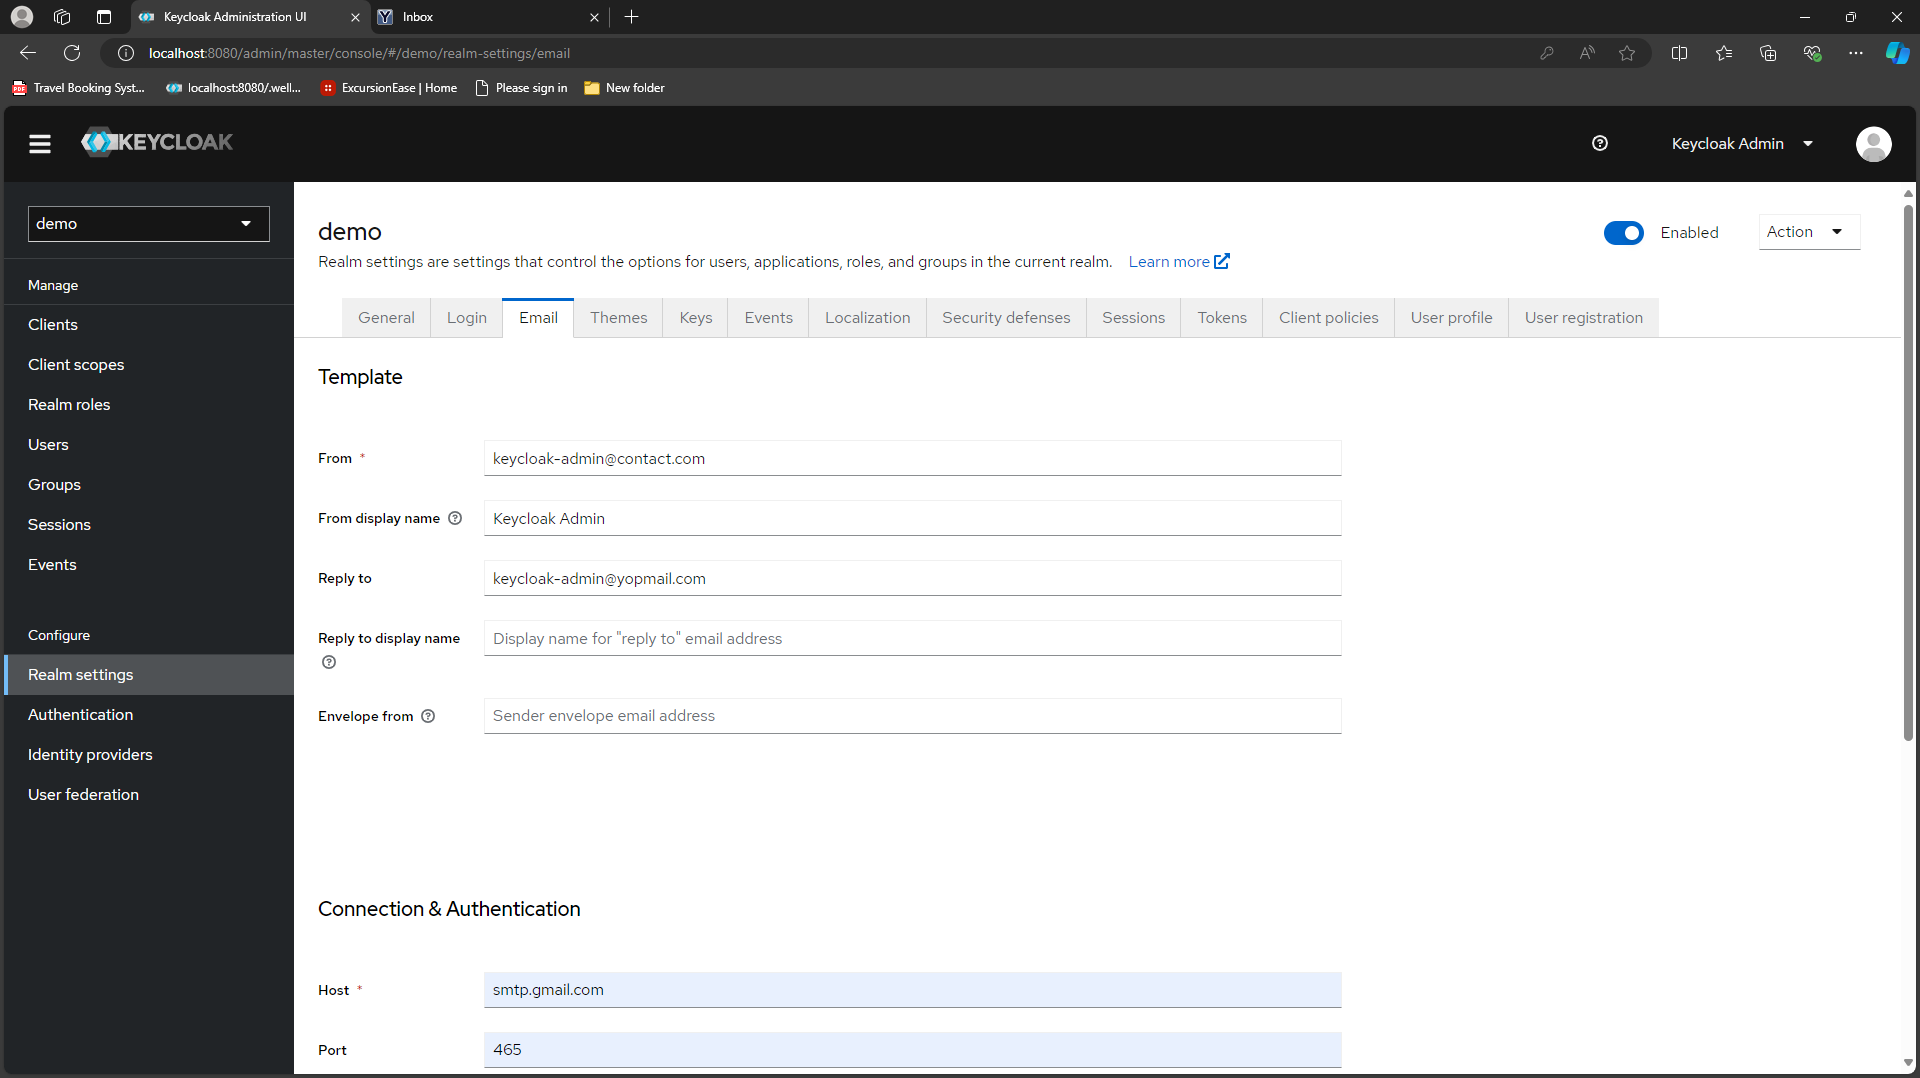 Keycloak Administration UI
Inbox
localhost:8080/admin/master/console/#/demo/realm-settings/email
Travel Booking Syst...
localhost:8080/.well...
ExcursionEase | Home
Please sign in
New folder
KEYCLOAK
Keycloak Admin
demo
Manage
Clients
Client scopes
Realm roles
Users
Groups
Sessions
Events
Configure
Realm settings
Authentication
Identity providers
User federation
demo
Enabled
Action
Realm settings are settings that control the options for users, applications, roles, and groups in the current realm. Learn more
General
Login
Email
Themes
Keys
Events
Localization
Security defenses
Sessions
Tokens
Client policies
User profile
User registration
Template
From *
keycloak-admin@contact.com
From display name
Keycloak Admin
Reply to
keycloak-admin@yopmail.com
Reply to display name
Display name for "reply to" email address
Envelope from
Sender envelope email address
Connection & Authentication
Host *
smtp.gmail.com
Port
465